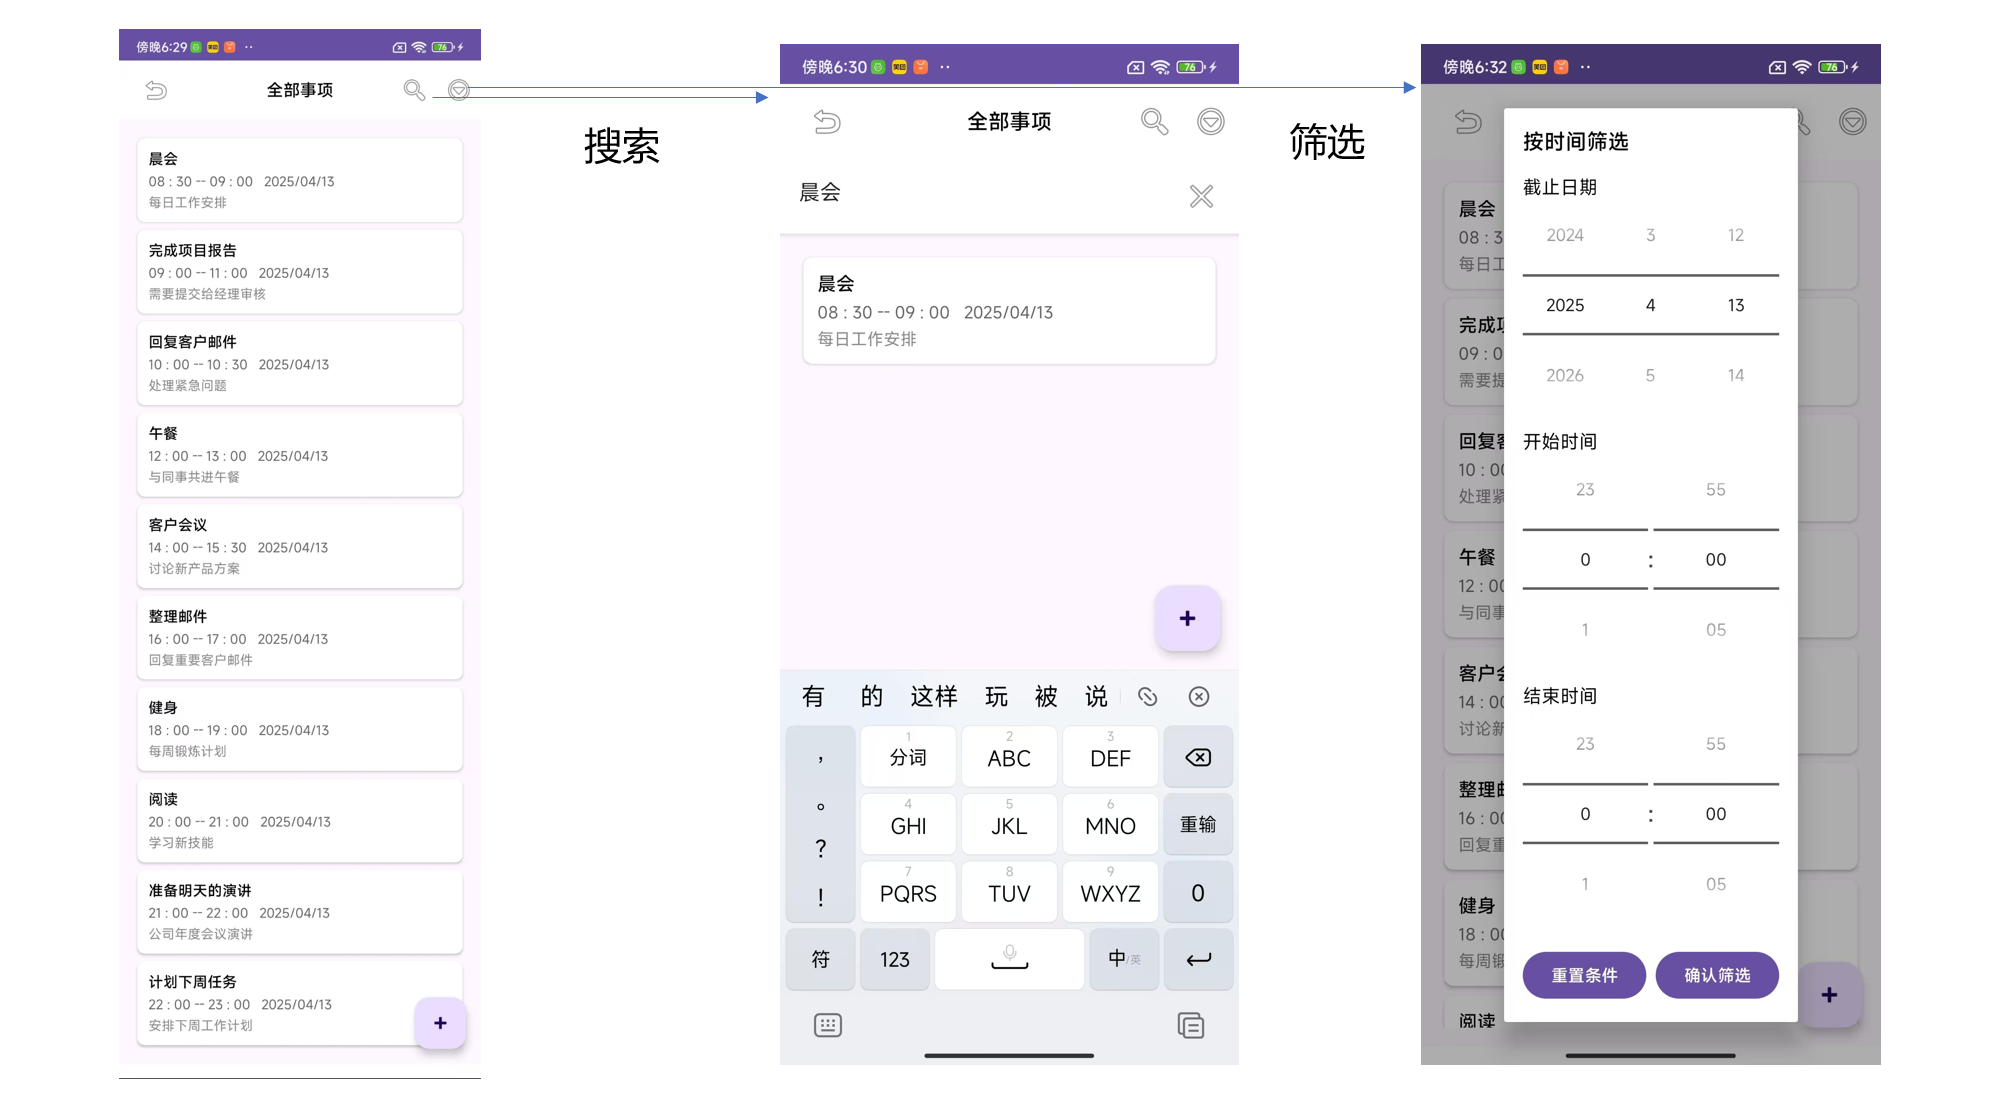 傍晚6:29
76
全部事项
晨会
08 : 30 -- 09 : 00 2025/04/13
每日工作安排
完成项目报告
09 : 00 -- 11 : 00 2025/04/13
需要提交给经理审核
回复客户邮件
10 : 00 -- 10 : 30 2025/04/13
处理紧急问题
午餐
12 : 00 -- 13 : 00 2025/04/13
与同事共进午餐
客户会议
14 : 00 -- 15 : 30 2025/04/13
讨论新产品方案
整理邮件
16 : 00 -- 17 : 00 2025/04/13
回复重要客户邮件
健身
18 : 00 -- 19 : 00 2025/04/13
每周锻炼计划
阅读
20 : 00 -- 21 : 00 2025/04/13
学习新技能
准备明天的演讲
21 : 00 -- 22 : 00 2025/04/13
公司年度会议演讲
计划下周任务
22 : 00 -- 23 : 00 2025/04/13
安排下周工作计划
+
搜索
傍晚6:30
美团
76
全部事项
晨会
晨会
08 : 30 -- 09 : 00 2025/04/13
每日工作安排
+
有 的 这样 玩 被 说
， 1 分词 2 ABC 3 DEF
。 4 GHI 5 JKL 6 MNO 重输
? 7 PQRS 8 TUV 9 WXYZ 0
!
符 123 中/英
筛选
傍晚6:32
美团
76
按时间筛选
截止日期
2024 3 12
2025 4 13
2026 5 14
开始时间
23 55
0 : 00
1 05
结束时间
23 55
0 : 00
1 05
重置条件 确认筛选
晨会
08 : 3
每日工
完成项
09 : 0
需要提
回复客
10 : 00
处理紧
午餐
12 : 00
与同事
客户会
14 : 00
讨论新
整理邮
16 : 00
回复重
健身
18 : 00
每周锻
阅读
+